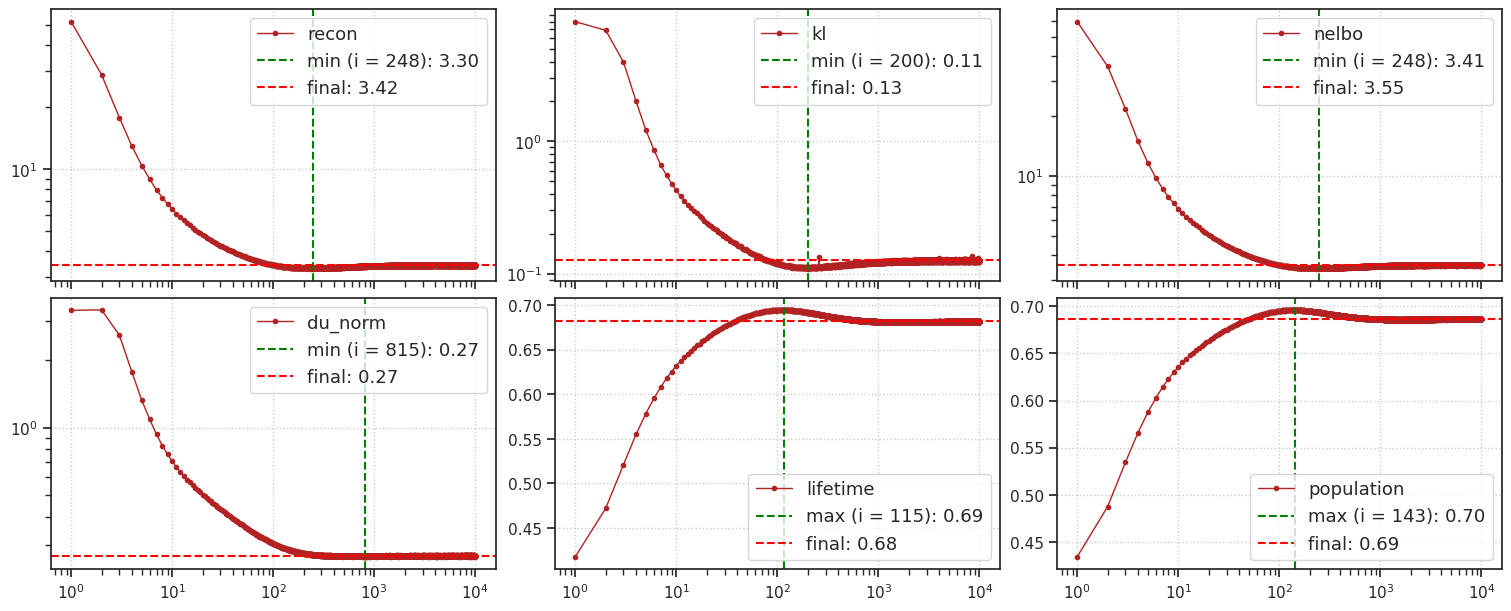 recon
min (i = 248): 3.30
final: 3.42
10¹
kl
min (i = 200): 0.11
final: 0.13
10⁰
10⁻¹
nelbo
min (i = 248): 3.41
final: 3.55
10¹
du_norm
min (i = 815): 0.27
final: 0.27
10⁰
10⁰ 10¹ 10² 10³ 10⁴
0.70
0.65
0.60
0.55
0.50
0.45
lifetime
max (i = 115): 0.69
final: 0.68
10⁰ 10¹ 10² 10³ 10⁴
0.70
0.65
0.60
0.55
0.50
0.45
population
max (i = 143): 0.70
final: 0.69
10⁰ 10¹ 10² 10³ 10⁴